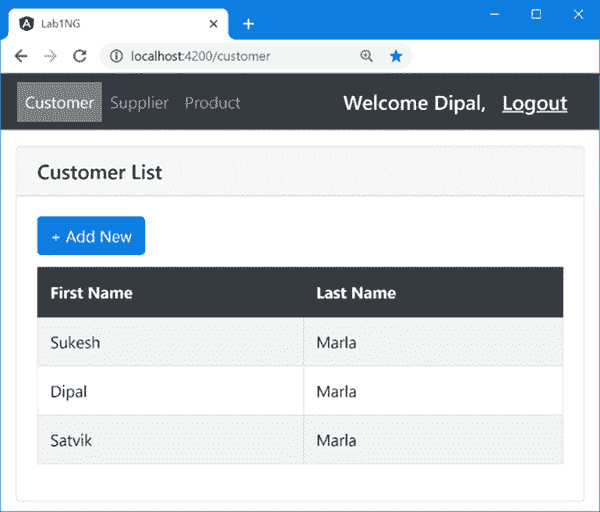 Lab1NG
localhost:4200/customer
Customer Supplier Product Welcome Dipal, Logout
Customer List
+ Add New
First Name Last Name
Sukesh Marla
Dipal Marla
Satvik Marla